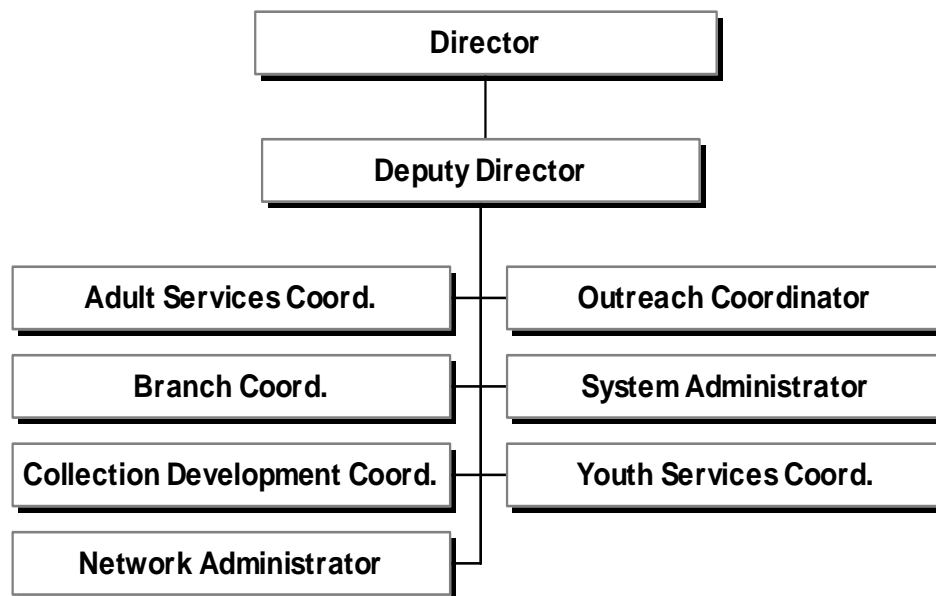 Director
Deputy Director
Adult Services Coord.
Outreach Coordinator
Branch Coord.
System Administrator
Collection Development Coord.
Youth Services Coord.
Network Administrator